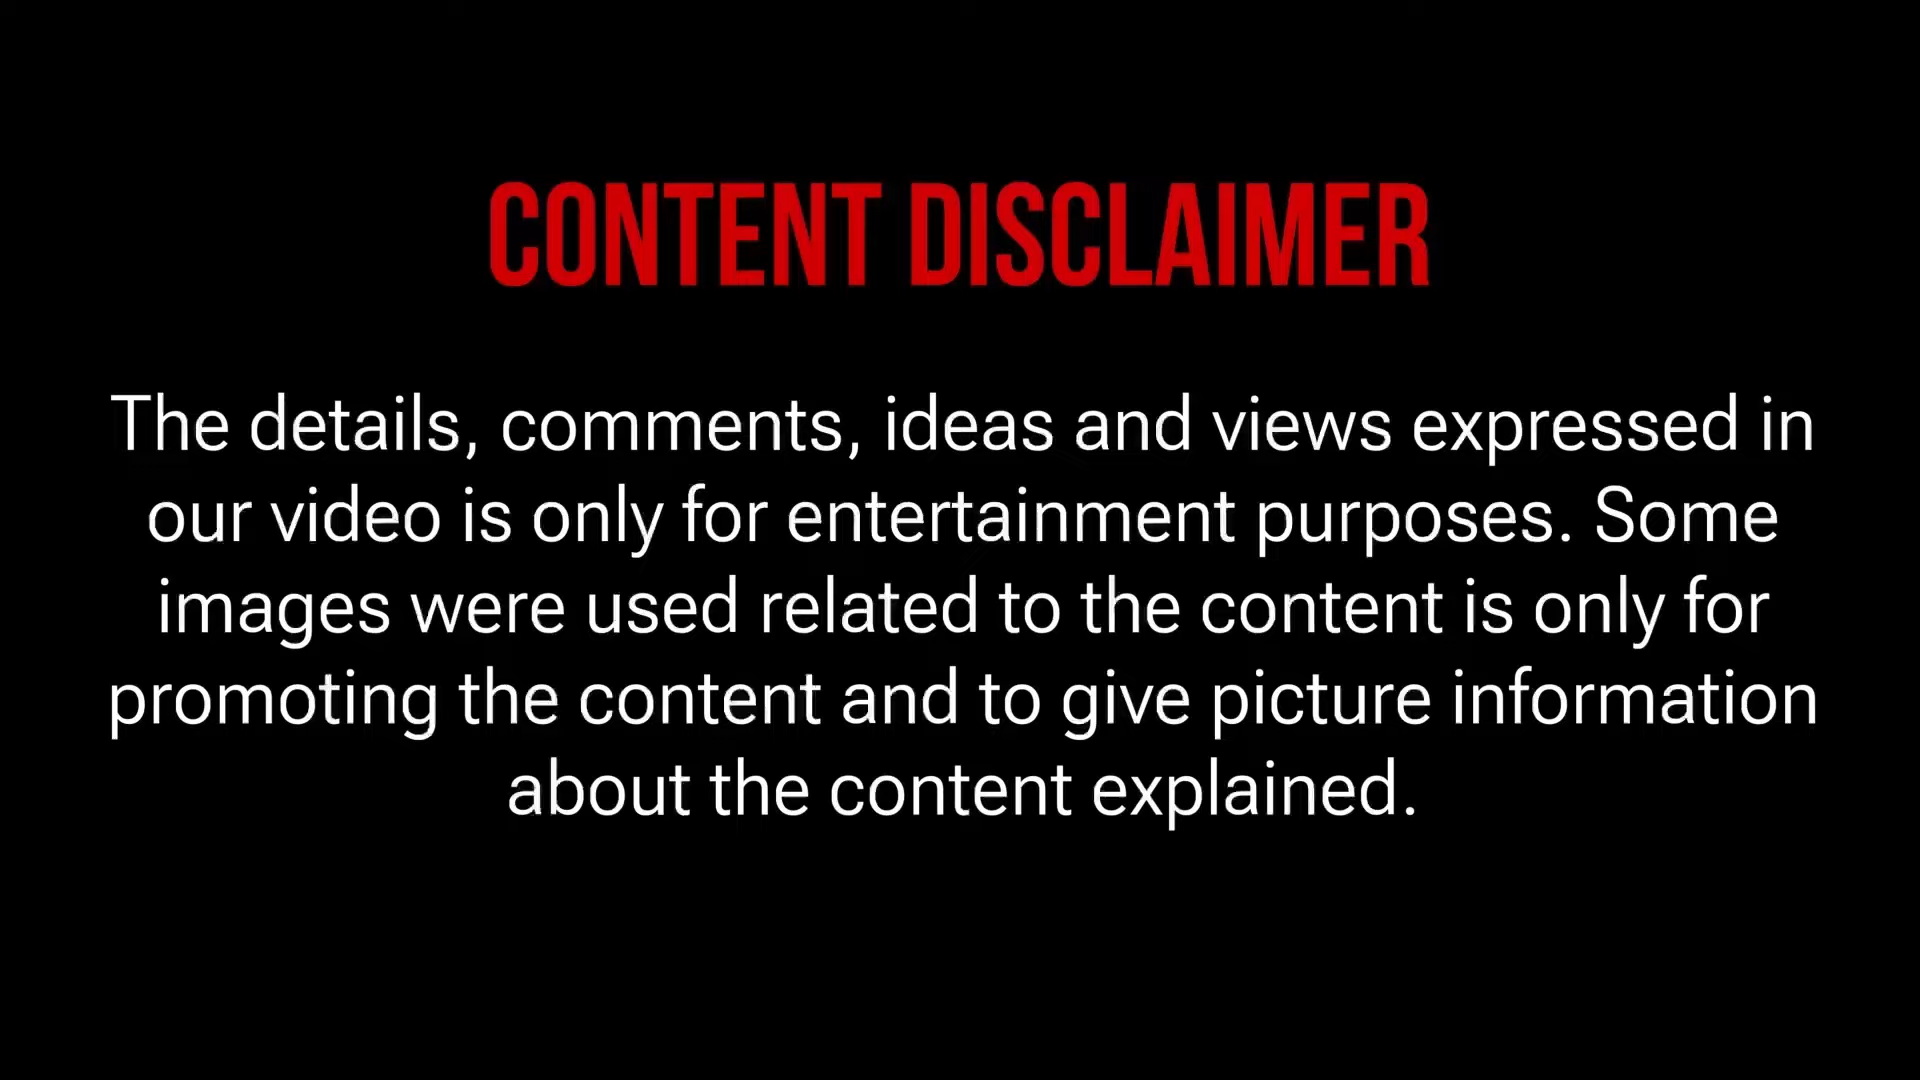 CONTENT DISCLAIMER
The details, comments, ideas and views expressed in
our video is only for entertainment purposes. Some
images were used related to the content is only for
promoting the content and to give picture information
about the content explained.